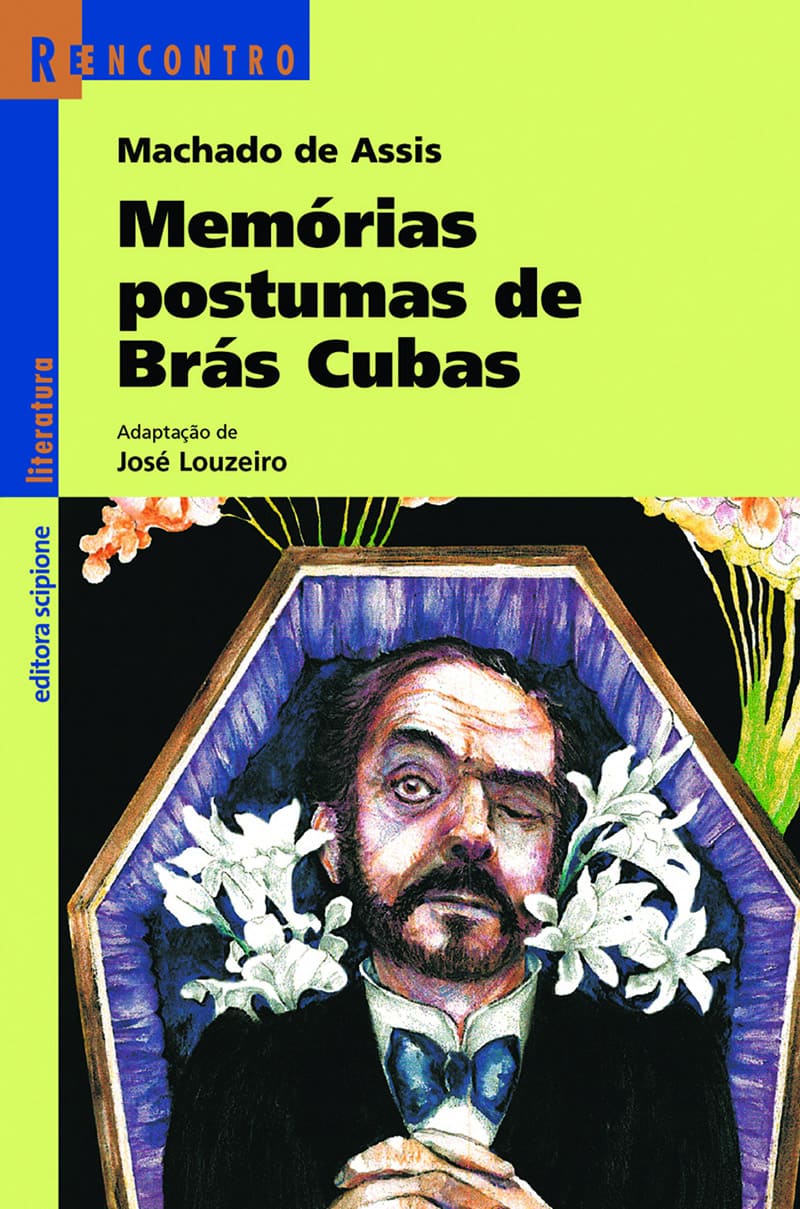 REENCONTRO
Machado de Assis
Memórias
postumas de
Brás Cubas
Adaptação de
José Louzeiro
literatura
editora scipione